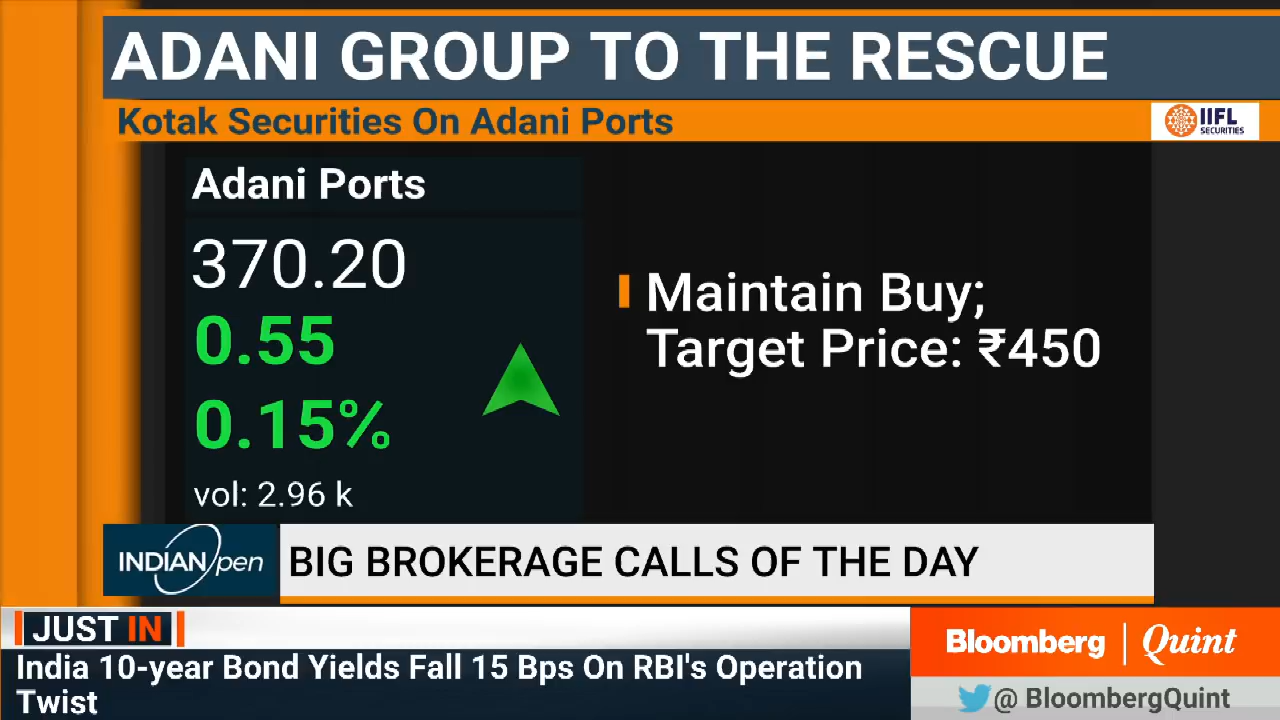 ADANI GROUP TO THE RESCUE
Kotak Securities On Adani Ports
IIFL
SECURITIES
Adani Ports
370.20
0.55
0.15%
vol: 2.96 k
Maintain Buy;
Target Price: ₹450
INDIAN Open
BIG BROKERAGE CALLS OF THE DAY
JUST IN
India 10-year Bond Yields Fall 15 Bps On RBI's Operation
Twist
Bloomberg | Quint
@ BloombergQuint